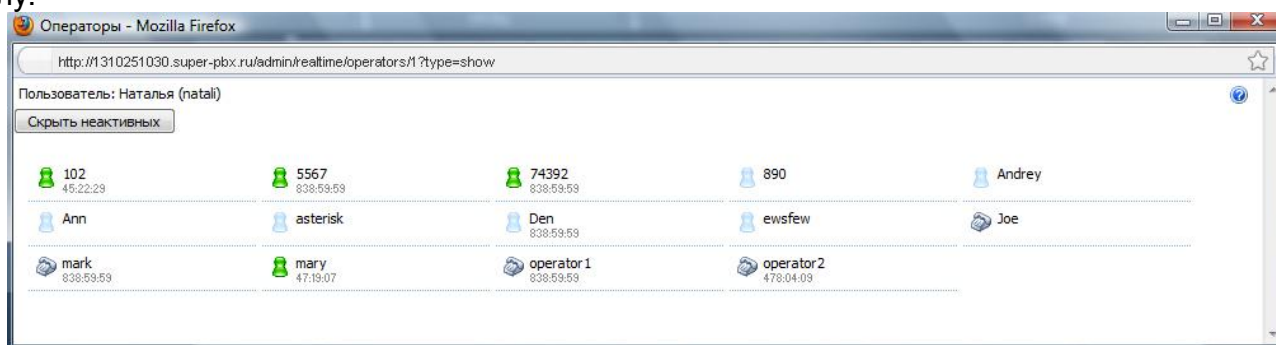 Операторы - Mozilla Firefox
http://1310251030.super-pbx.ru/admin/realtime/operators/1?type=show
Пользователь: Наталья (natali)
Скрыть неактивных
102 5567 74392 890 Andrey
45:22:29 838:59:59 838:59:59
Ann asterisk Den ewsfew Joe
838:59:59
mark mary operator1 operator2
838:59:59 47:19:07 838:59:59 478:04:09